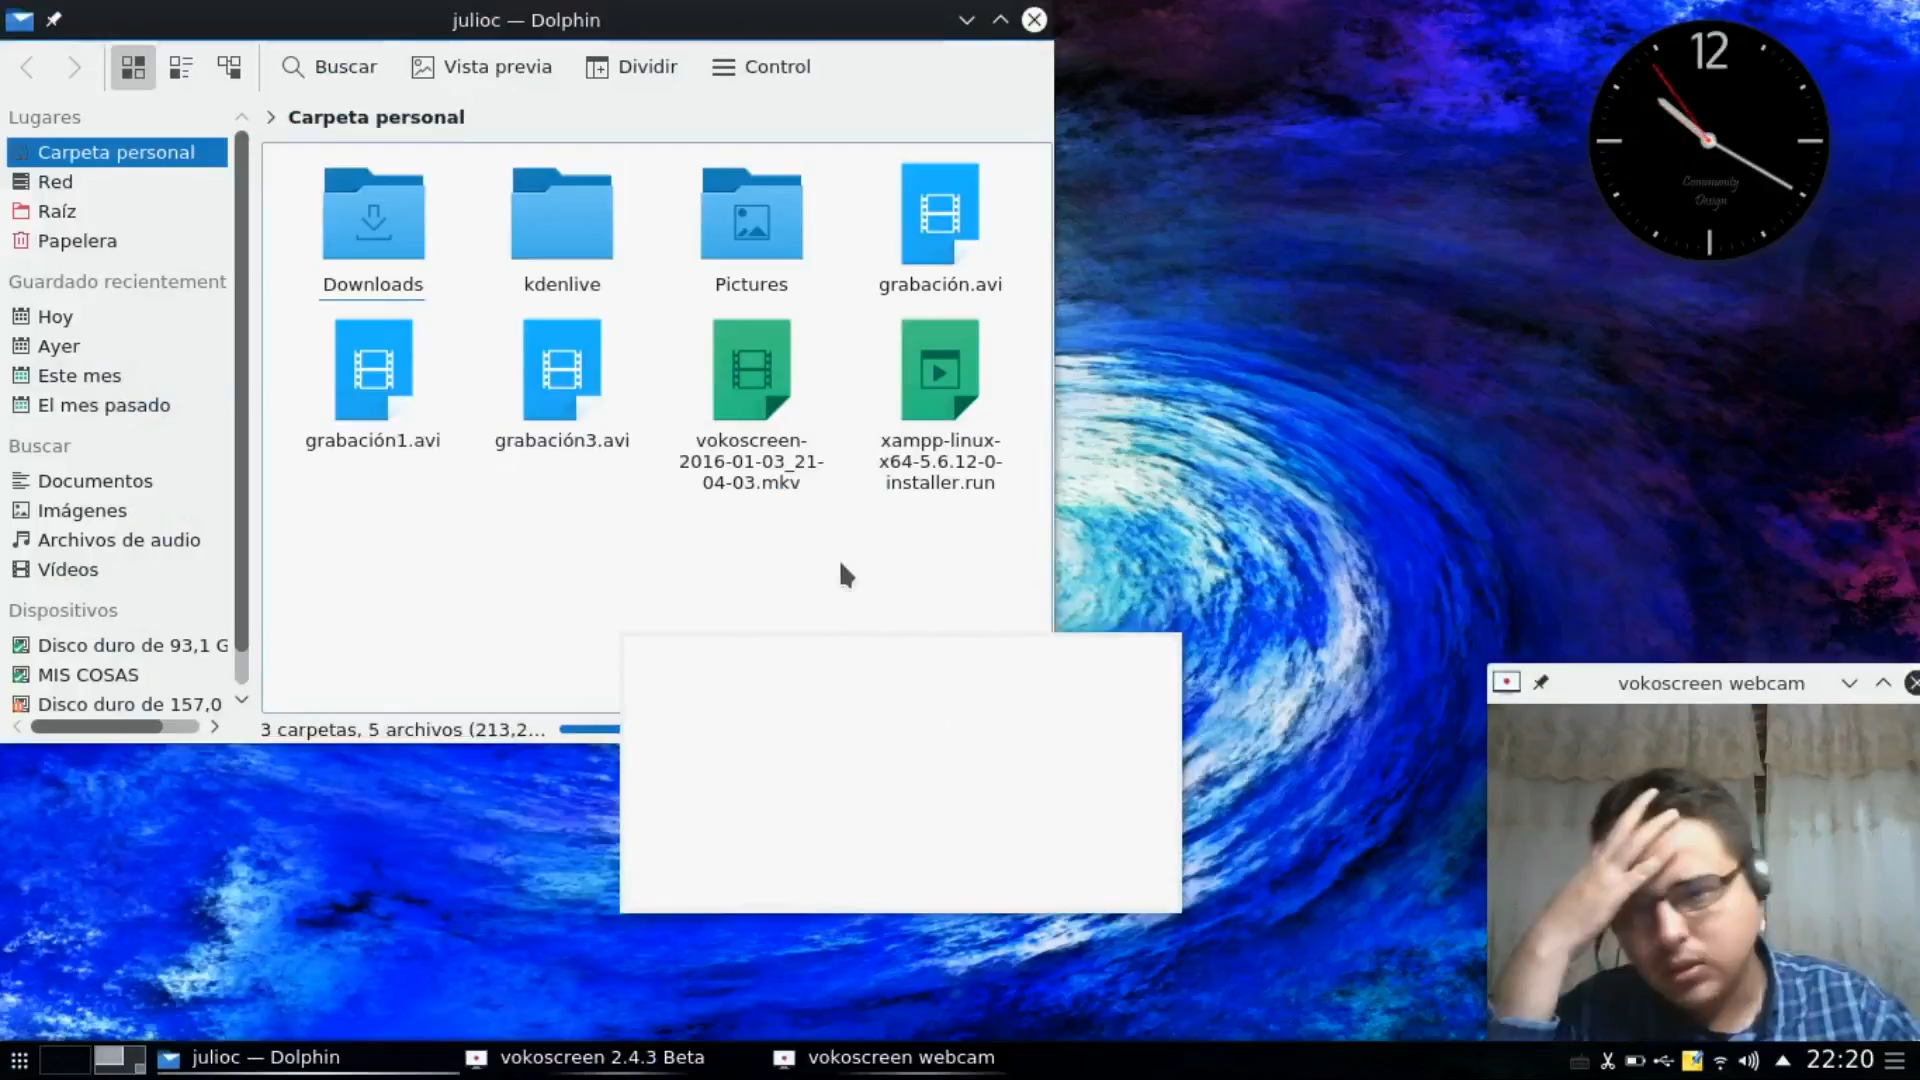 julioc — Dolphin
Buscar
Vista previa
Dividir
Control
Lugares
Carpeta personal
Red
Raíz
Papelera
Guardado recientement
Hoy
Ayer
Este mes
El mes pasado
Buscar
Documentos
Imágenes
Archivos de audio
Vídeos
Dispositivos
Disco duro de 93,1 G
MIS COSAS
Disco duro de 157,0
Carpeta personal
Downloads
kdenlive
Pictures
grabación.avi
grabación1.avi
grabación3.avi
vokoscreen-
2016-01-03_21-
04-03.mkv
xampp-linux-
x64-5.6.12-0-
installer.run
3 carpetas, 5 archivos (213,2...
12
Community
Design
vokoscreen webcam
julioc — Dolphin
vokoscreen 2.4.3 Beta
vokoscreen webcam
22:20